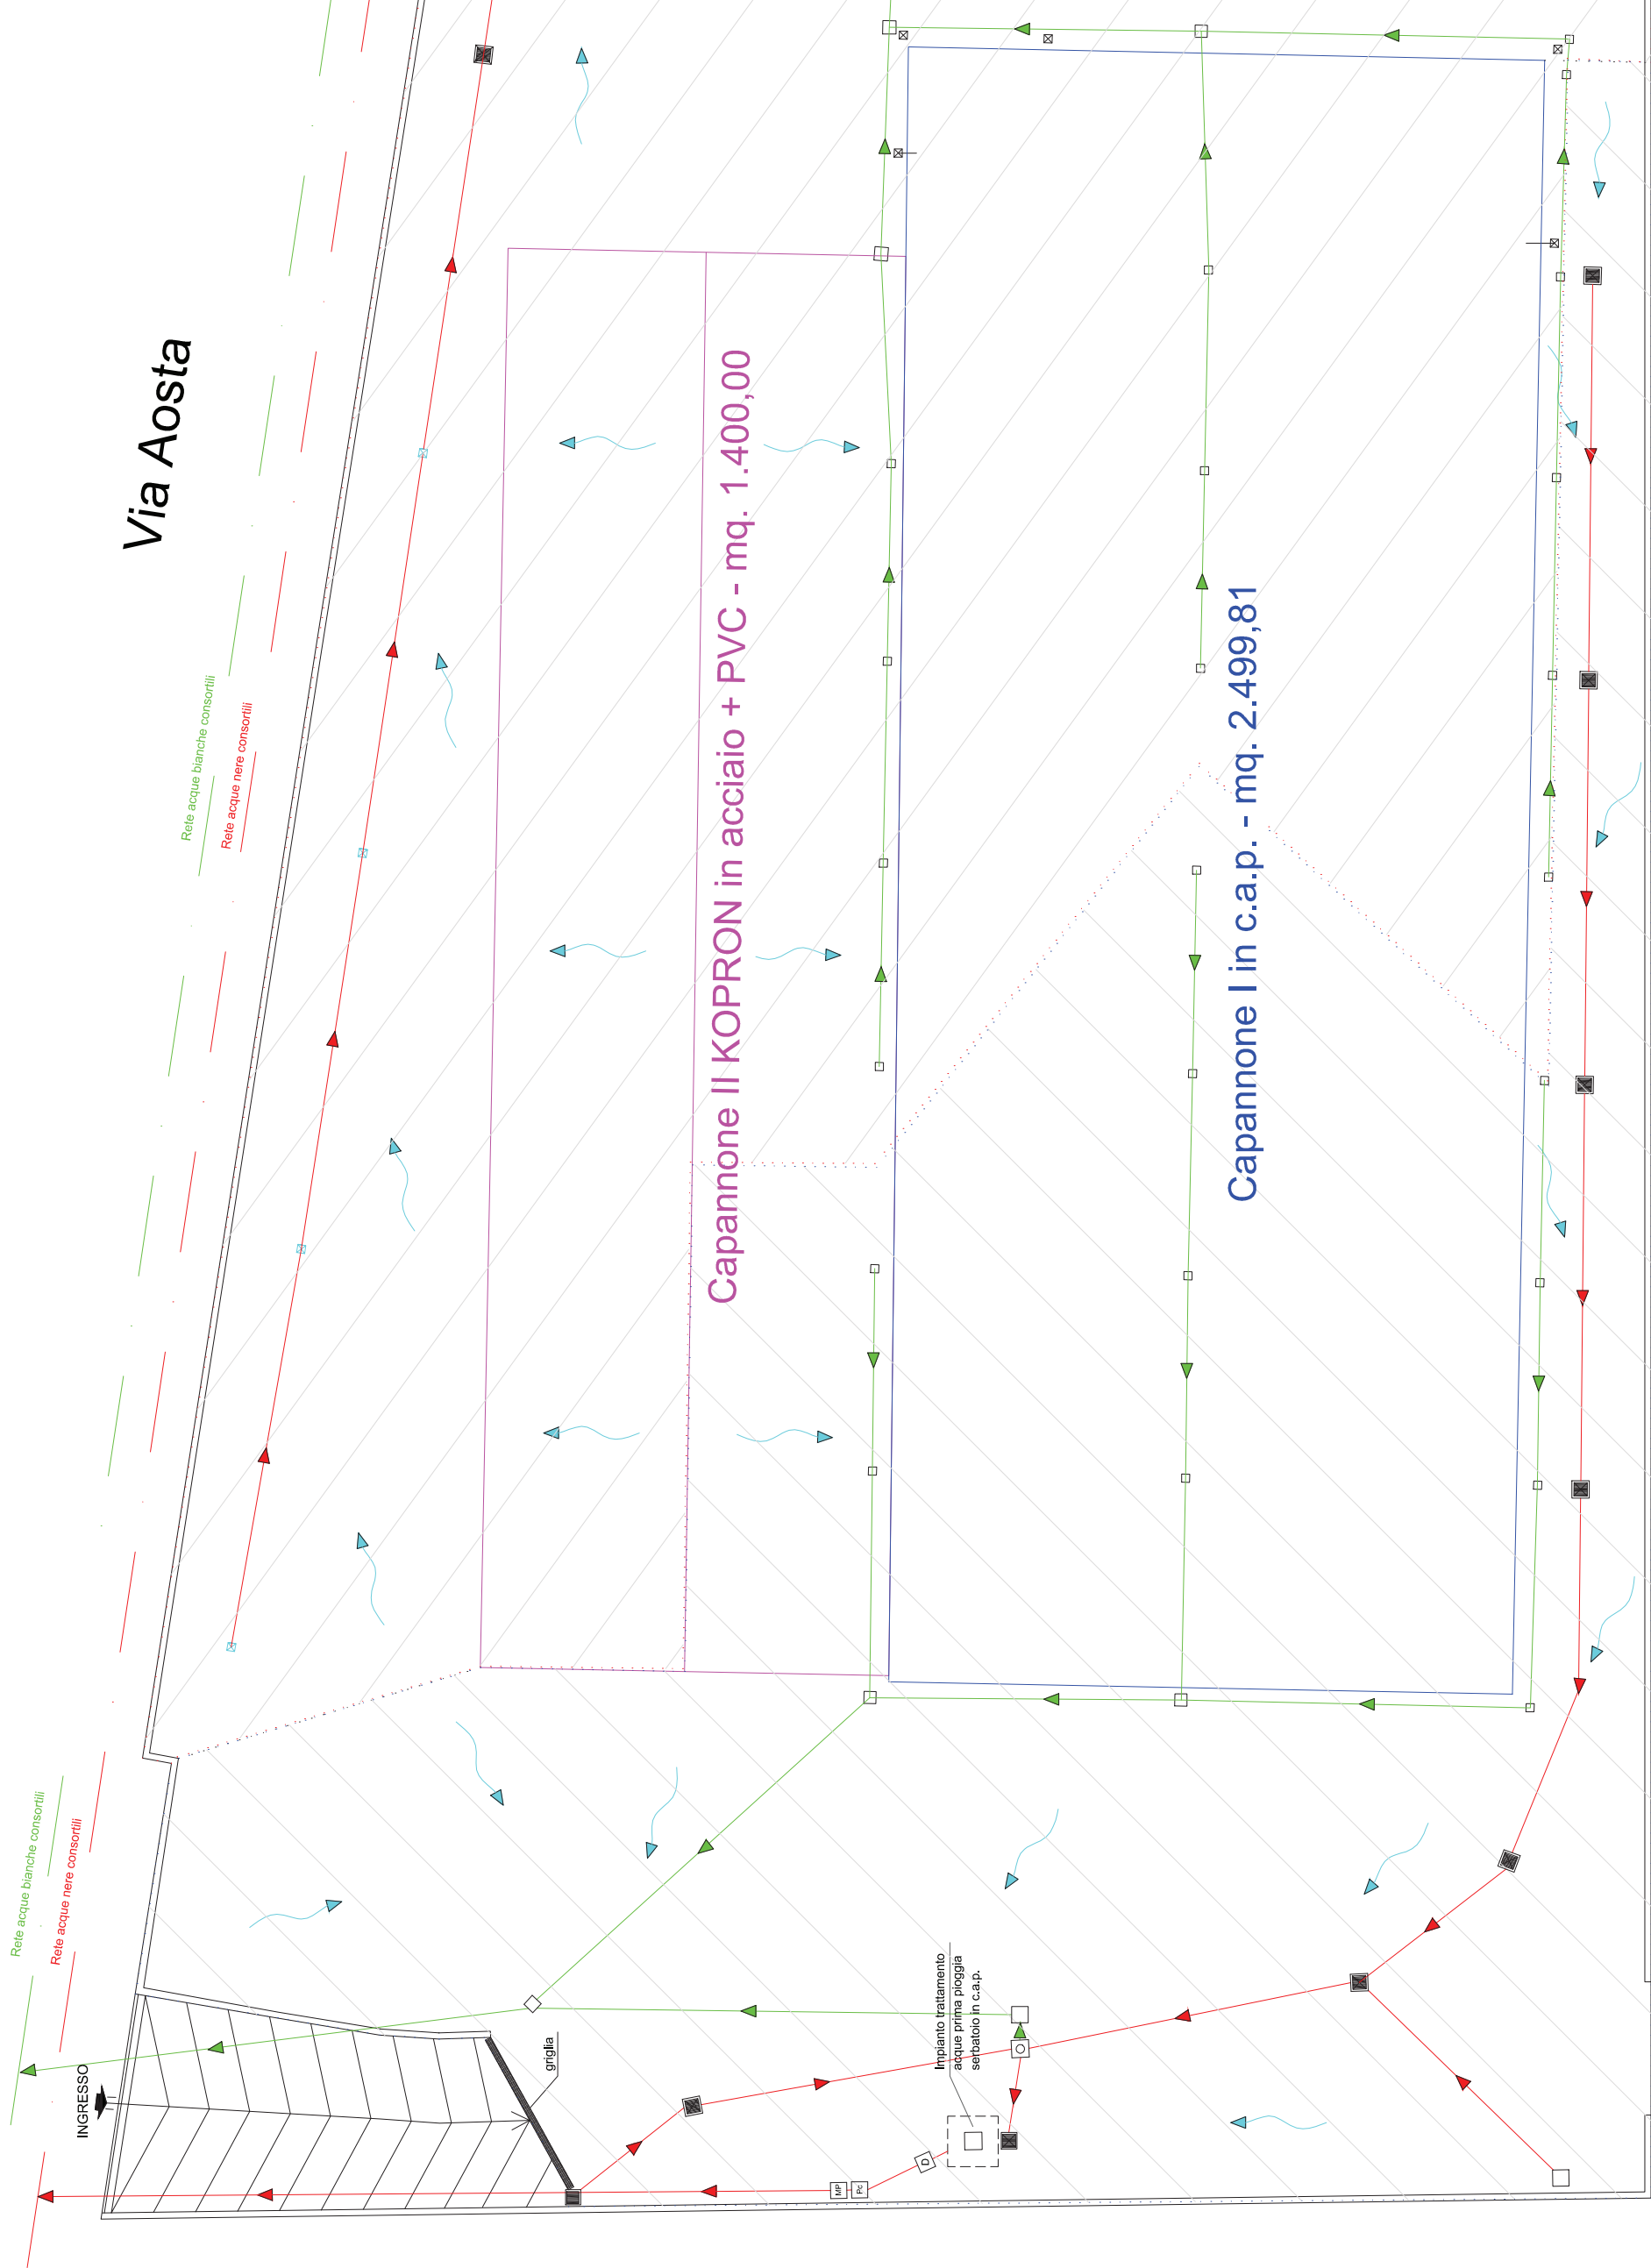 Via Aosta
Rete acque bianche consortili
Rete acque nere consortili
Capannone II KOPRON in acciaio + PVC - mq. 1.400,00
Capannone I in c.a.p. - mq. 2.499,81
Rete acque bianche consortili
Rete acque nere consortili
INGRESSO
griglia
Impianto trattamento
acque prima pioggia
serbatoio in c.a.p.
D
MP
Pc